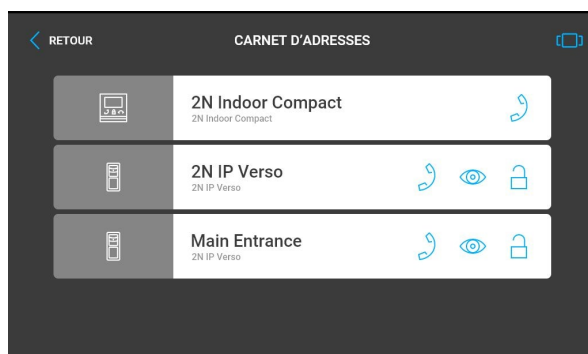 RETOUR
CARNET D'ADRESSES
2N Indoor Compact
2N Indoor Compact
2N IP Verso
2N IP Verso
Main Entrance
2N IP Verso